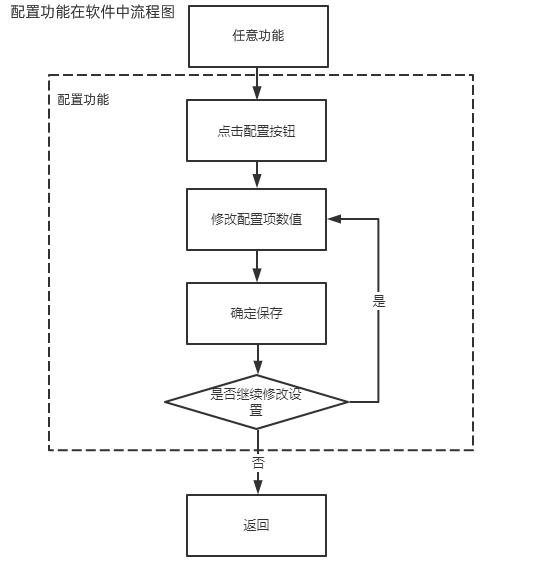 配置功能在软件中流程图
任意功能
配置功能
点击配置按钮
修改配置项数值
是
确定保存
是否继续修改设
置
否
返回